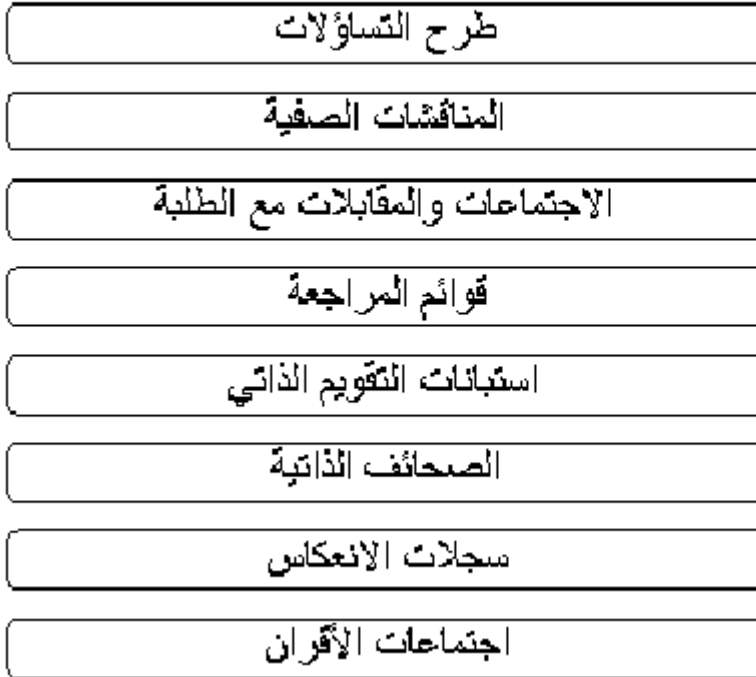 طرح التساؤلات
المناقشات الصفية
الاجتماعات والمقابلات مع الطلبة
قوائم المراجعة
استبانات التقويم الذاتي
الصحائف الذاتية
سجلات الانعكاس
اجتماعات الأقران